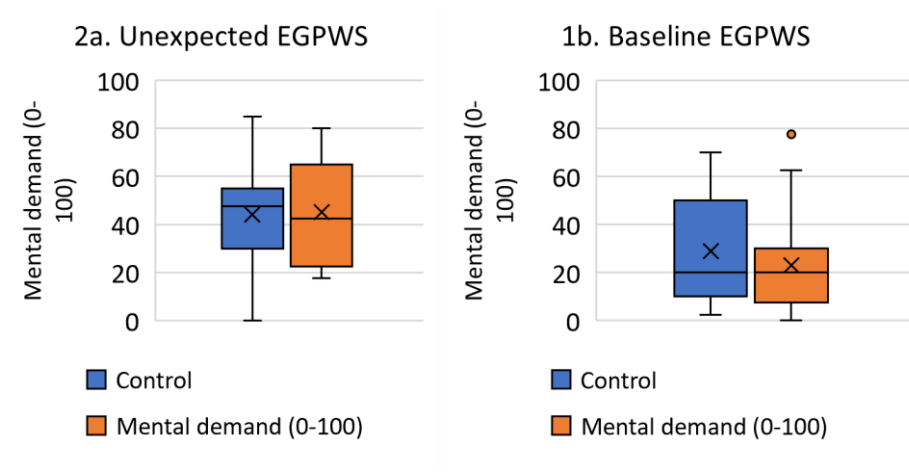 2a. Unexpected EGPWS
Mental demand (0-
100)
100
80
60
40
20
0
Control
Mental demand (0-100)
1b. Baseline EGPWS
Mental demand (0-
100)
100
80
60
40
20
0
Control
Mental demand (0-100)